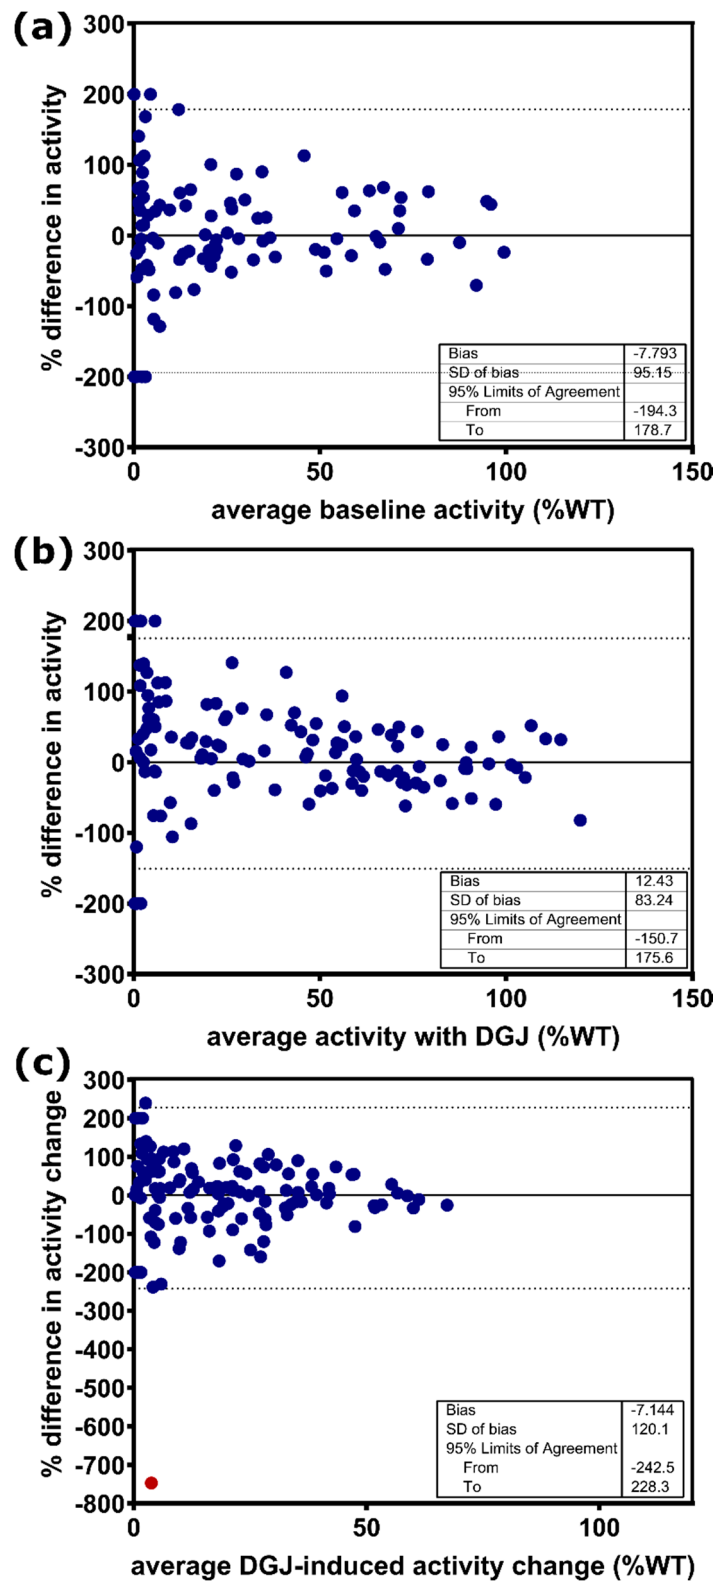 (a)
% difference in activity
300
200
100
0
-100
-200
-300
Bias -7.793
SD of bias 95.15
95% Limits of Agreement
From -194.3
To 178.7
0 50 100 150
average baseline activity (%WT)
(b)
% difference in activity
300
200
100
0
-100
-200
-300
Bias 12.43
SD of bias 83.24
95% Limits of Agreement
From -150.7
To 175.6
0 50 100 150
average activity with DGJ (%WT)
(c)
% difference in activity change
300
200
100
0
-100
-200
-300
-400
-500
-600
-700
-800
Bias -7.144
SD of bias 120.1
95% Limits of Agreement
From -242.5
To 228.3
0 50 100
average DGJ-induced activity change (%WT)